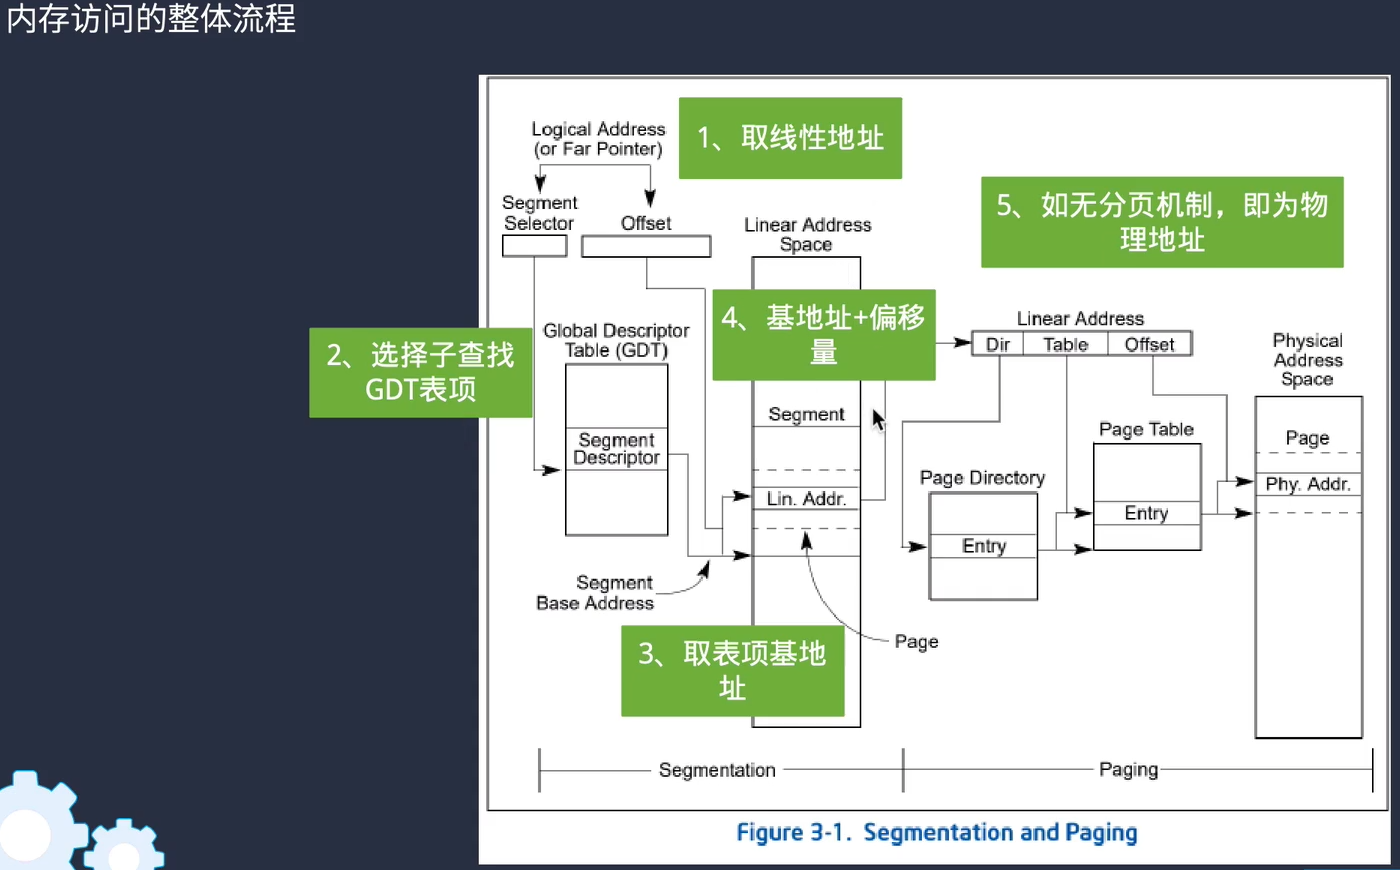 内存访问的整体流程
Logical Address
(or Far Pointer)
1、取线性地址
Segment
Selector
Offset
Linear Address
Space
5、如无分页机制，即为物
理地址
2、选择子查找
GDT表项
Global Descriptor
Table (GDT)
4、基地址+偏移
量
Linear Address
Dir
Table
Offset
Physical
Address
Space
Segment
Descriptor
Segment
Lin. Addr.
Page Table
Entry
Page Directory
Entry
Page
Phy. Addr.
Segment
Base Address
3、取表项基地
址
Page
Segmentation
Paging
Figure 3-1. Segmentation and Paging